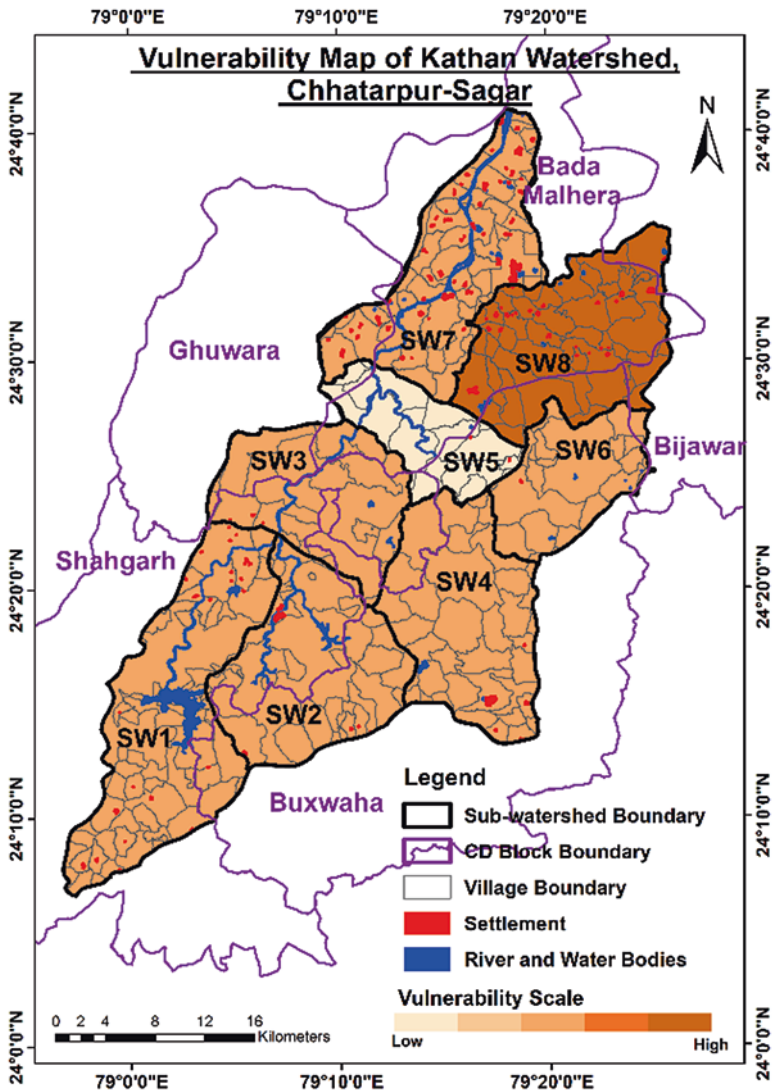 79°0'0"E 79°10'0"E 79°20'0"E
Vulnerability Map of Kathan Watershed,
Chhatarpur-Sagar
24°40'0"N
24°40'0"N
N
Bada
Malhera
SW7
SW8
Ghuwara
24°30'0"N
24°30'0"N
SW3
SW5
SW6
Bijawar
Shahgarh
SW4
24°20'0"N
24°20'0"N
SW1
SW2
Buxwaha
24°10'0"N
24°10'0"N
Legend
Sub-watershed Boundary
CD Block Boundary
Village Boundary
Settlement
River and Water Bodies
Vulnerability Scale
Low High
0 2 4 8 12 16
Kilometers
24°0'0"N
24°0'0"N
79°0'0"E 79°10'0"E 79°20'0"E